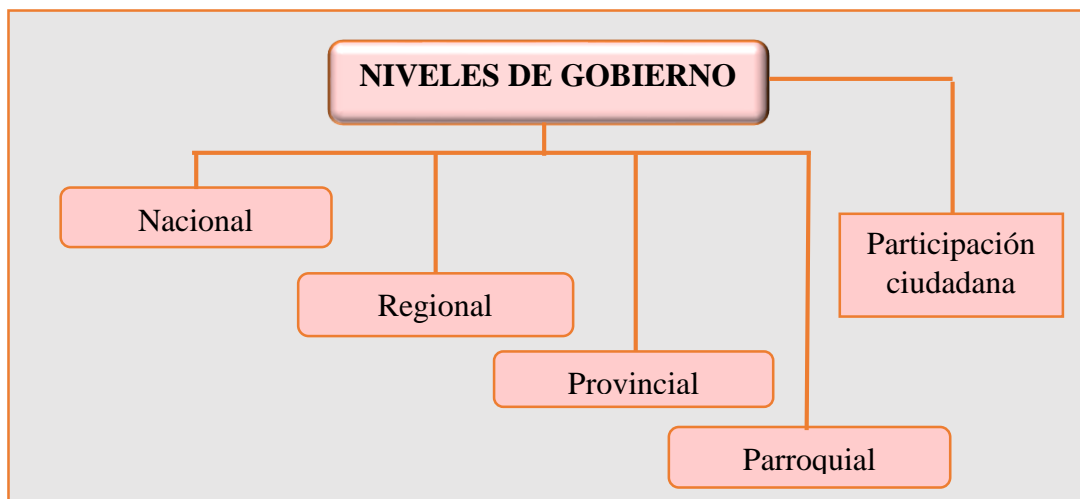 NIVELES DE GOBIERNO
Nacional
Participación
ciudadana
Regional
Provincial
Parroquial